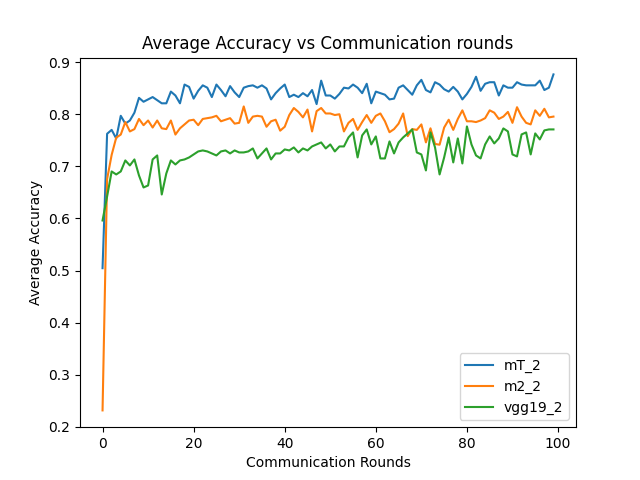 Average Accuracy vs Communication rounds
0.9
0.8
0.7
0.6
0.5
0.4
0.3
0.2
Average Accuracy
mT_2
m2_2
vgg19_2
0 20 40 60 80 100
Communication Rounds